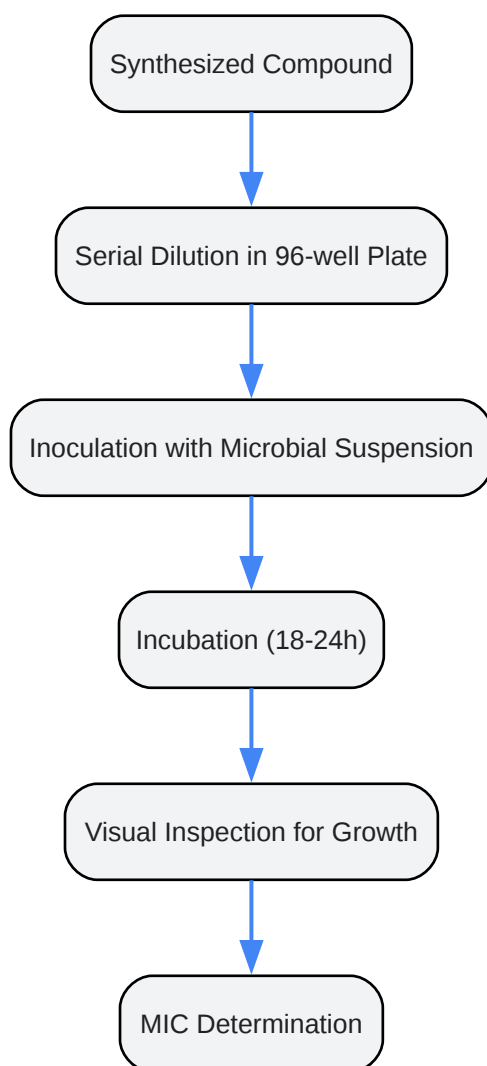 Synthesized Compound
Serial Dilution in 96-well Plate
Inoculation with Microbial Suspension
Incubation (18-24h)
Visual Inspection for Growth
MIC Determination